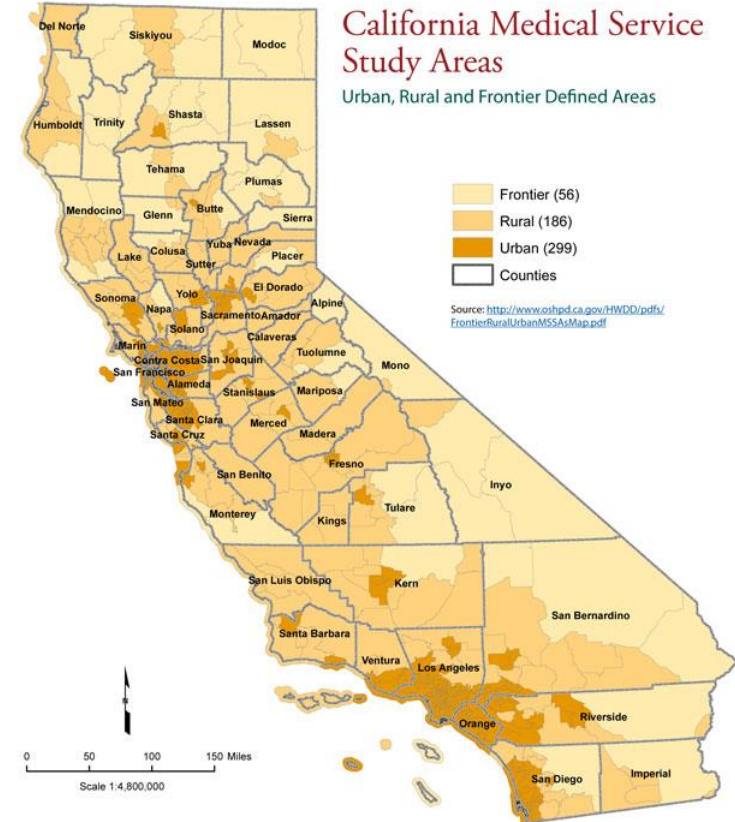 California Medical Service
Study Areas
Urban, Rural and Frontier Defined Areas
Frontier (56)
Rural (186)
Urban (299)
Counties
Source: http://www.oshpd.ca.gov/HWDD/pdfs/
FrontierRuralUrbanMSSAsMap.pdf
Del Norte
Siskiyou
Modoc
Humboldt
Trinity
Shasta
Lassen
Tehama
Plumas
Mendocino
Glenn
Butte
Sierra
Lake
Colusa
Yuba
Nevada
Sutter
Placer
Sonoma
Napa
Yolo
El Dorado
Solano
Sacramento
Amador
Alpine
Marin
Calaveras
Tuolumne
Contra Costa
San Joaquin
Mono
San Francisco
Alameda
Stanislaus
Mariposa
San Mateo
Santa Clara
Merced
Santa Cruz
Madera
San Benito
Fresno
Inyo
Monterey
Kings
Tulare
San Luis Obispo
Kern
San Bernardino
Santa Barbara
Ventura
Los Angeles
Orange
Riverside
San Diego
Imperial
N
0 50 100 150 Miles
Scale 1:4,800,000